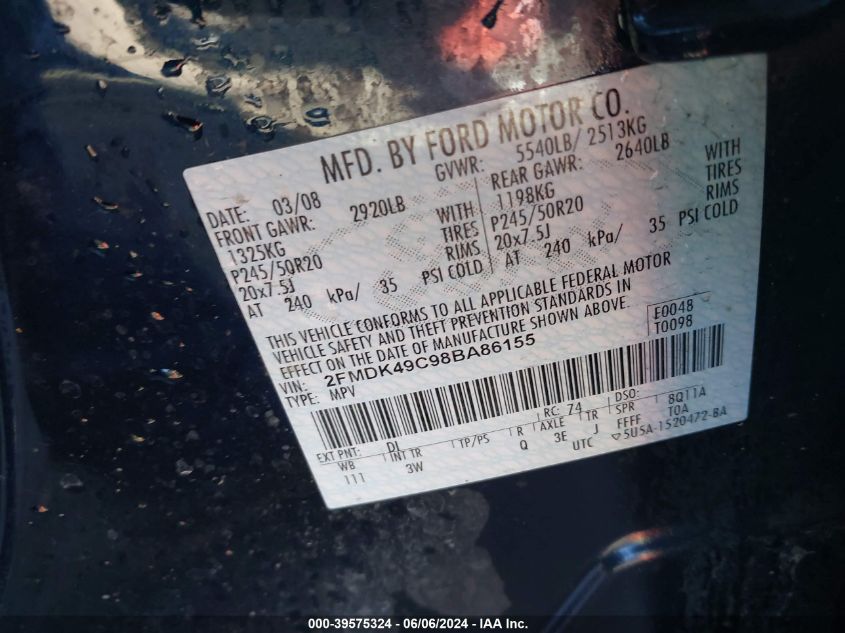 MFD. BY FORD MOTOR CO.
DATE: 03/08 GVWR: 5540LB/ 2513KG
FRONT GAWR: 2920LB REAR GAWR: 2640LB
1325KG WITH 1198KG WITH
P245/50R20 TIRES P245/50R20 TIRES
20x7.5J RIMS 20x7.5J RIMS
AT 240 kPa/ 35 PSI COLD AT 240 kPa/ 35 PSI COLD
THIS VEHICLE CONFORMS TO ALL APPLICABLE FEDERAL MOTOR
VEHICLE SAFETY AND THEFT PREVENTION STANDARDS IN
EFFECT ON THE DATE OF MANUFACTURE SHOWN ABOVE.
VIN: 2FMDK49C98BA86155 E0048
TYPE: MPV T0098
EXT PNT: DL RC: 74 DSO:
WB INT TR TP/PS R AXLE TR SPR 8Q11A
111 3W Q 3E J FFFF TOA
UTC ▽5U5A-1520472-BA
000-39575324 | 06/06/2024 - IAA Inc.